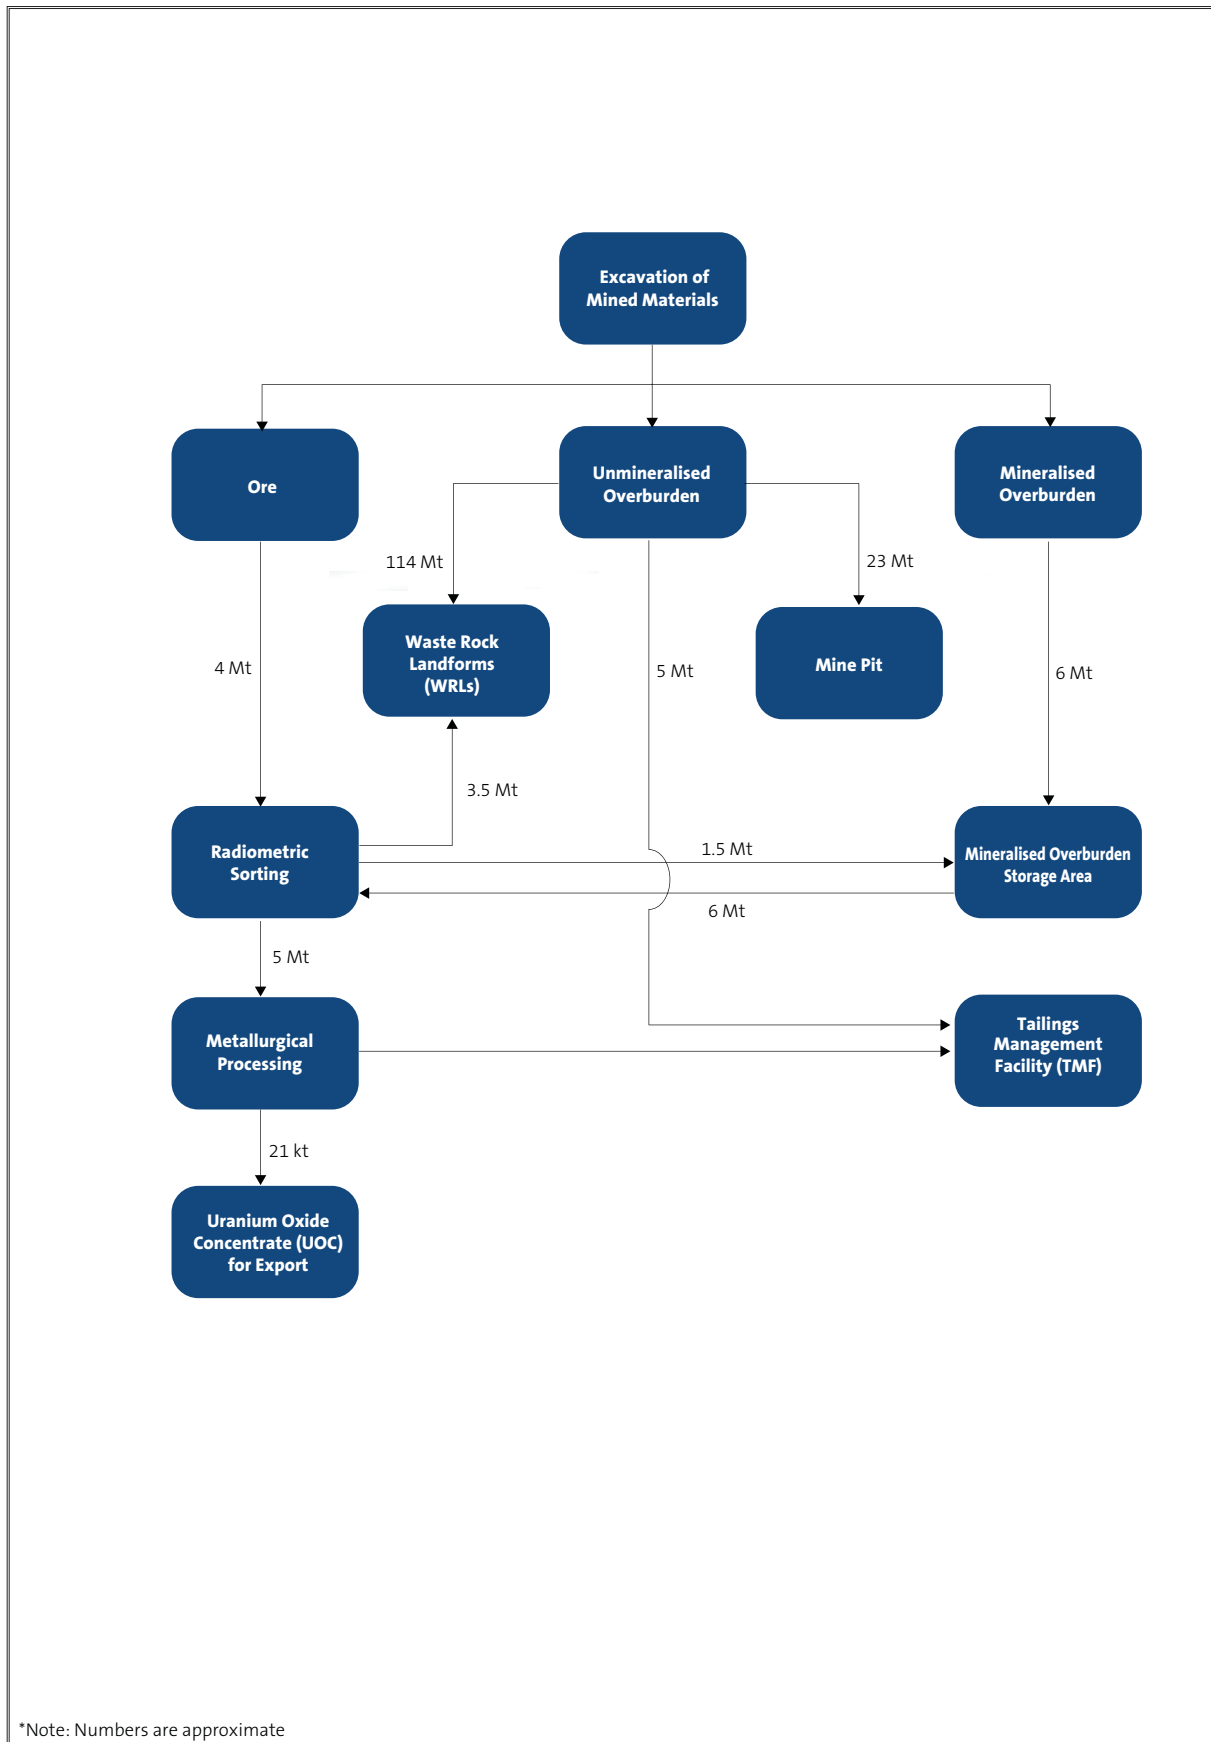 Excavation of
Mined Materials
Ore
Unmineralised
Overburden
Mineralised
Overburden
114 Mt
23 Mt
Waste Rock
Landforms
(WRLs)
Mine Pit
4 Mt
5 Mt
6 Mt
3.5 Mt
Radiometric
Sorting
1.5 Mt
Mineralised Overburden
Storage Area
6 Mt
5 Mt
Metallurgical
Processing
Tailings
Management
Facility (TMF)
21 kt
Uranium Oxide
Concentrate (UOC)
for Export
*Note: Numbers are approximate